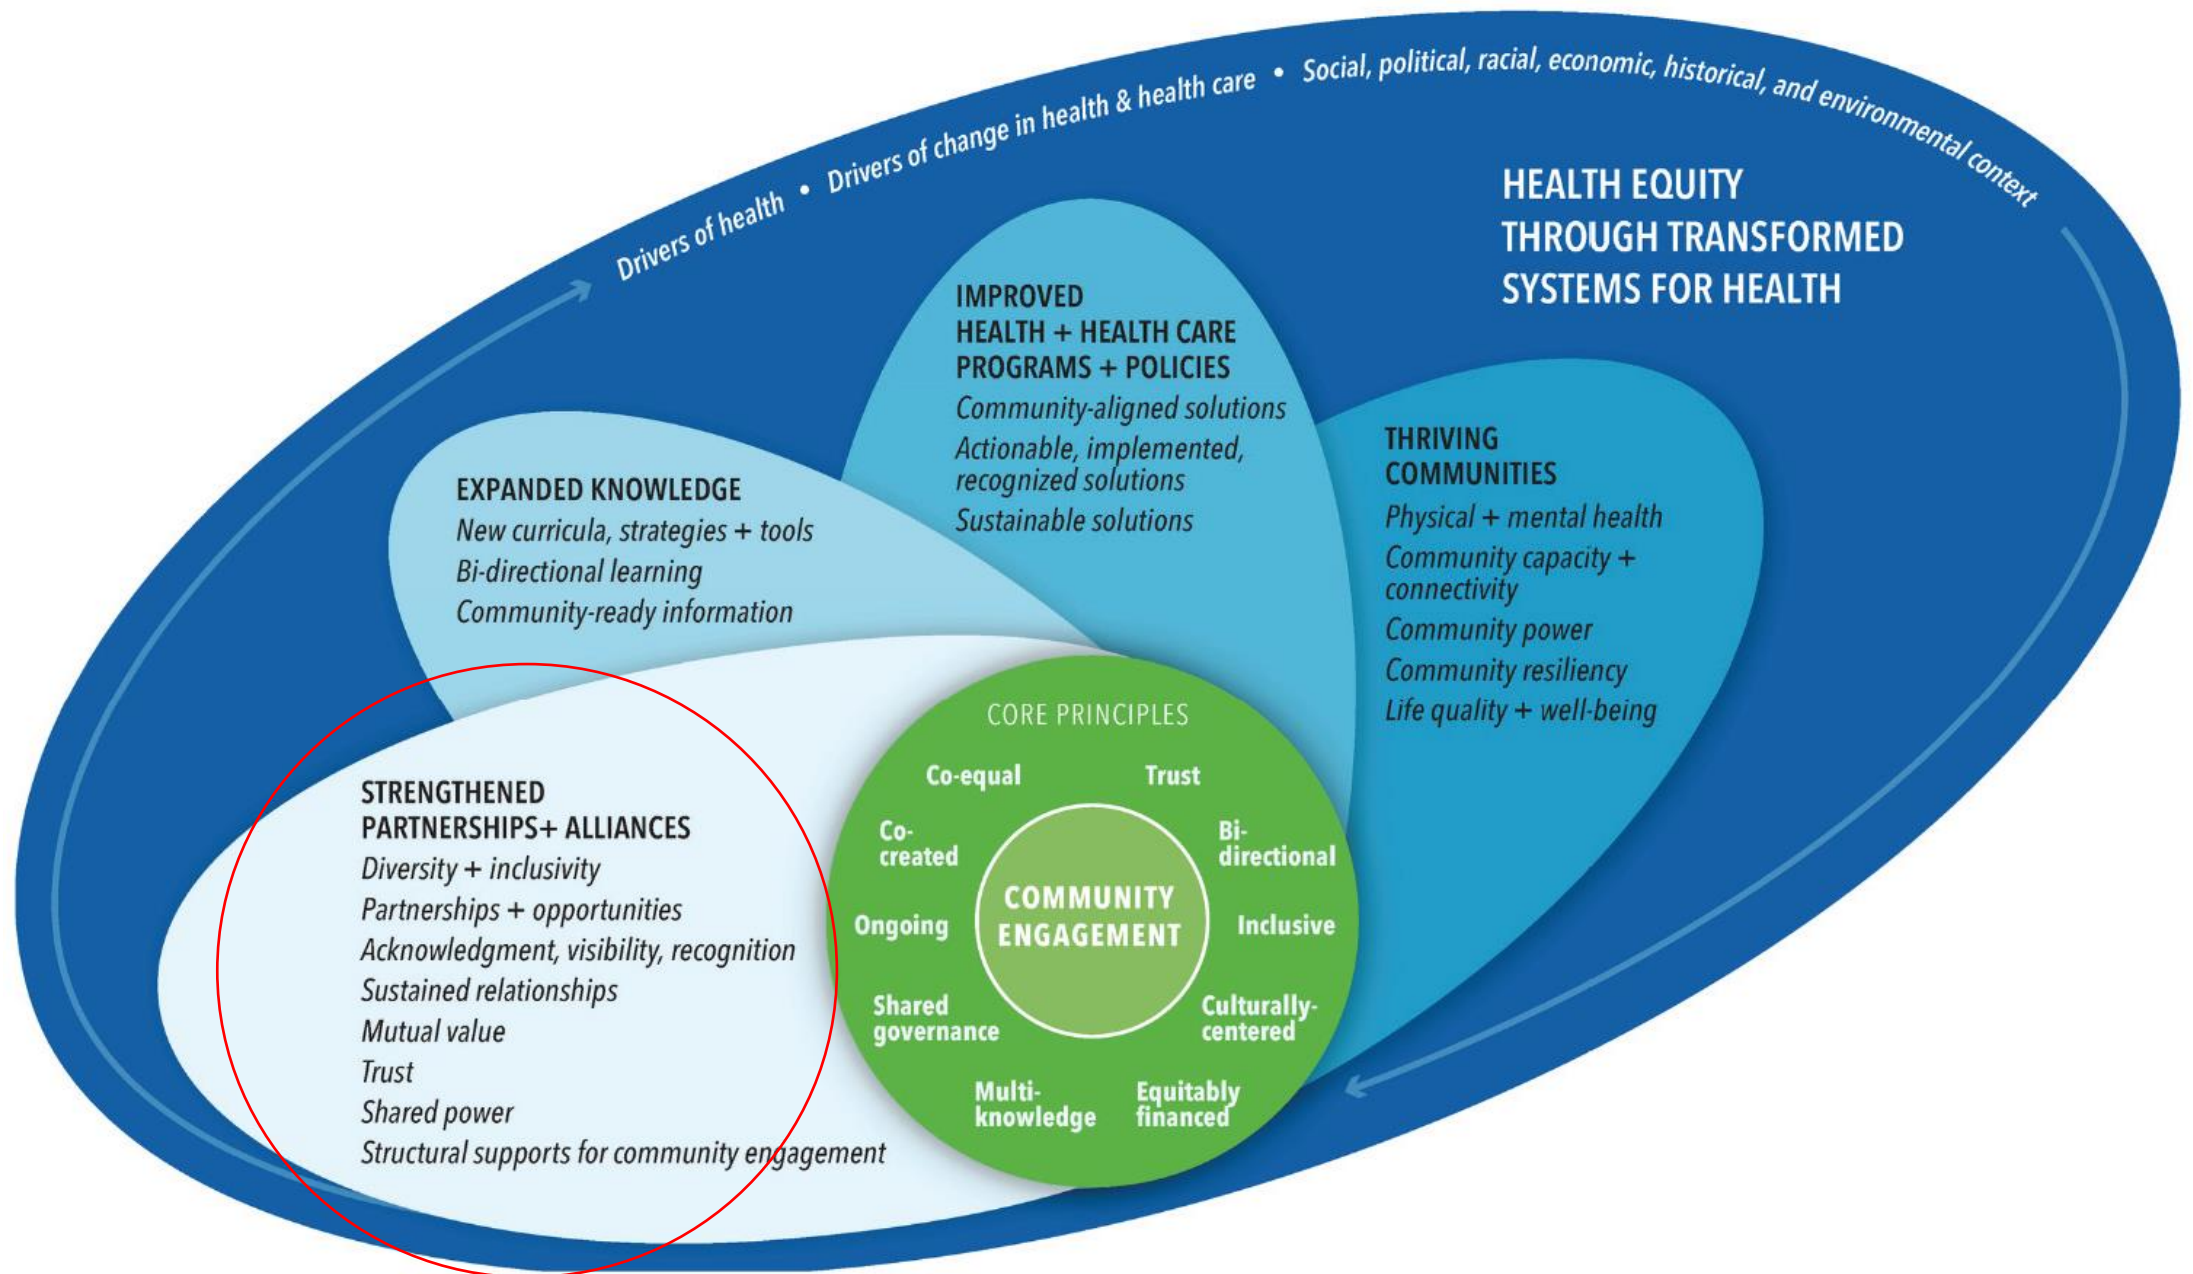 Drivers of health • Drivers of change in health & health care • Social, political, racial, economic, historical, and environmental context
HEALTH EQUITY
THROUGH TRANSFORMED
SYSTEMS FOR HEALTH
IMPROVED
HEALTH + HEALTH CARE
PROGRAMS + POLICIES
Community-aligned solutions
Actionable, implemented,
recognized solutions
Sustainable solutions
THRIVING
COMMUNITIES
Physical + mental health
Community capacity +
connectivity
Community power
Community resiliency
Life quality + well-being
EXPANDED KNOWLEDGE
New curricula, strategies + tools
Bi-directional learning
Community-ready information
STRENGTHENED
PARTNERSHIPS+ ALLIANCES
Diversity + inclusivity
Partnerships + opportunities
Acknowledgment, visibility, recognition
Sustained relationships
Mutual value
Trust
Shared power
Structural supports for community engagement
CORE PRINCIPLES
Co-equal
Trust
Co-
created
Bi-
directional
Ongoing
COMMUNITY
ENGAGEMENT
Inclusive
Shared
governance
Culturally-
centered
Multi-
knowledge
Equitably
financed